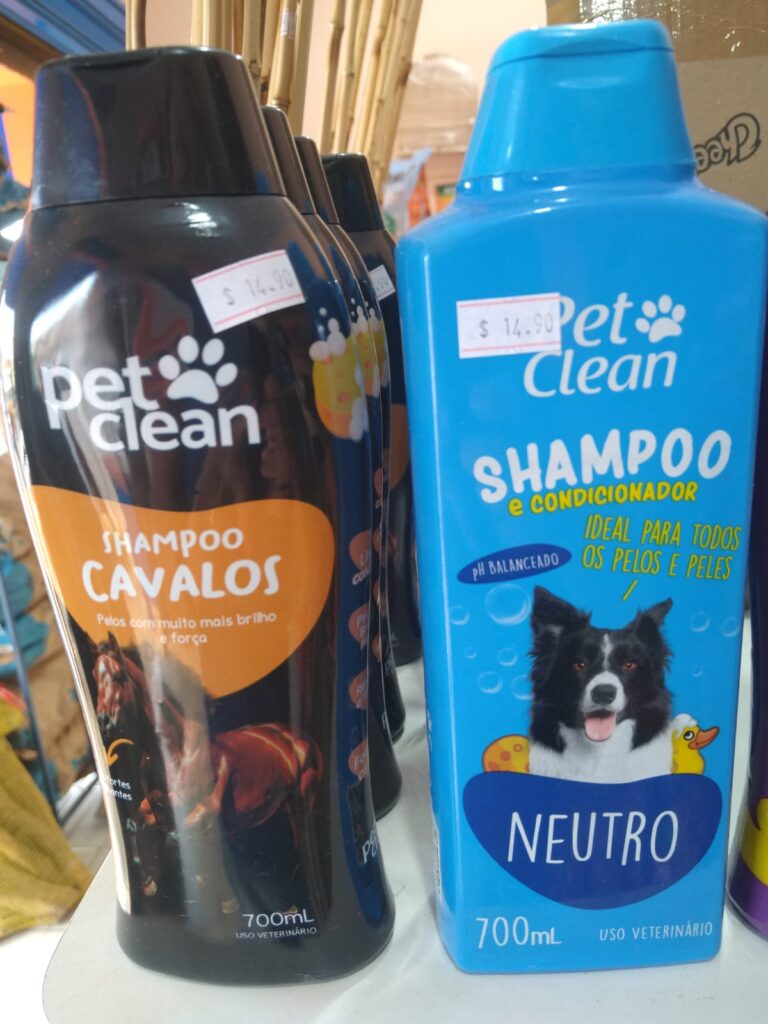 $ 14.90
pet
clean
SHAMPOO
CAVALOS
Pelos com muito mais brilho
e força
700mL
USO VETERINÁRIO
$ 14.90
Pet
Clean
SHAMPOO
e CONDICIONADOR
IDEAL PARA TODOS
OS PELOS E PELES
pH BALANCEADO
NEUTRO
700mL
USO VETERINÁRIO